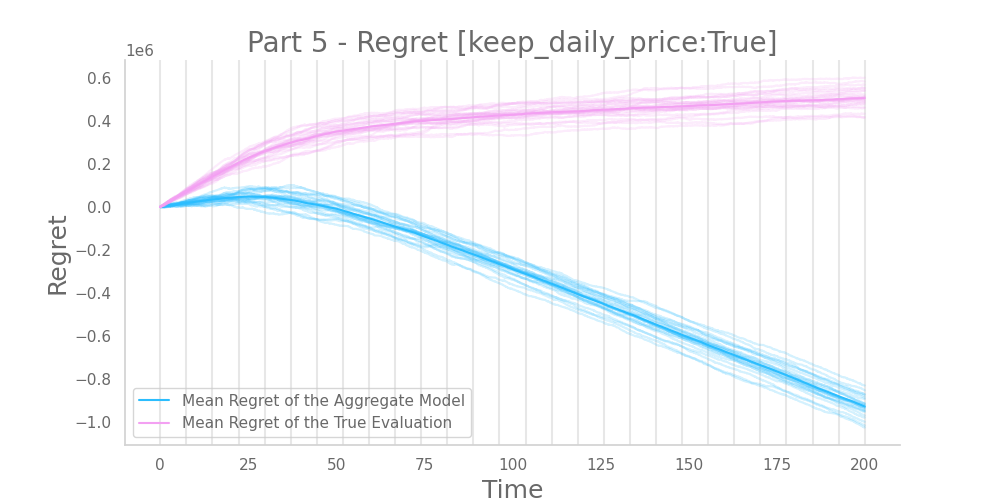 Part 5 - Regret [keep_daily_price:True]
1e6
0.6
0.4
0.2
0.0
−0.2
−0.4
−0.6
−0.8
−1.0
Regret
Mean Regret of the Aggregate Model
Mean Regret of the True Evaluation
0 25 50 75 100 125 150 175 200
Time